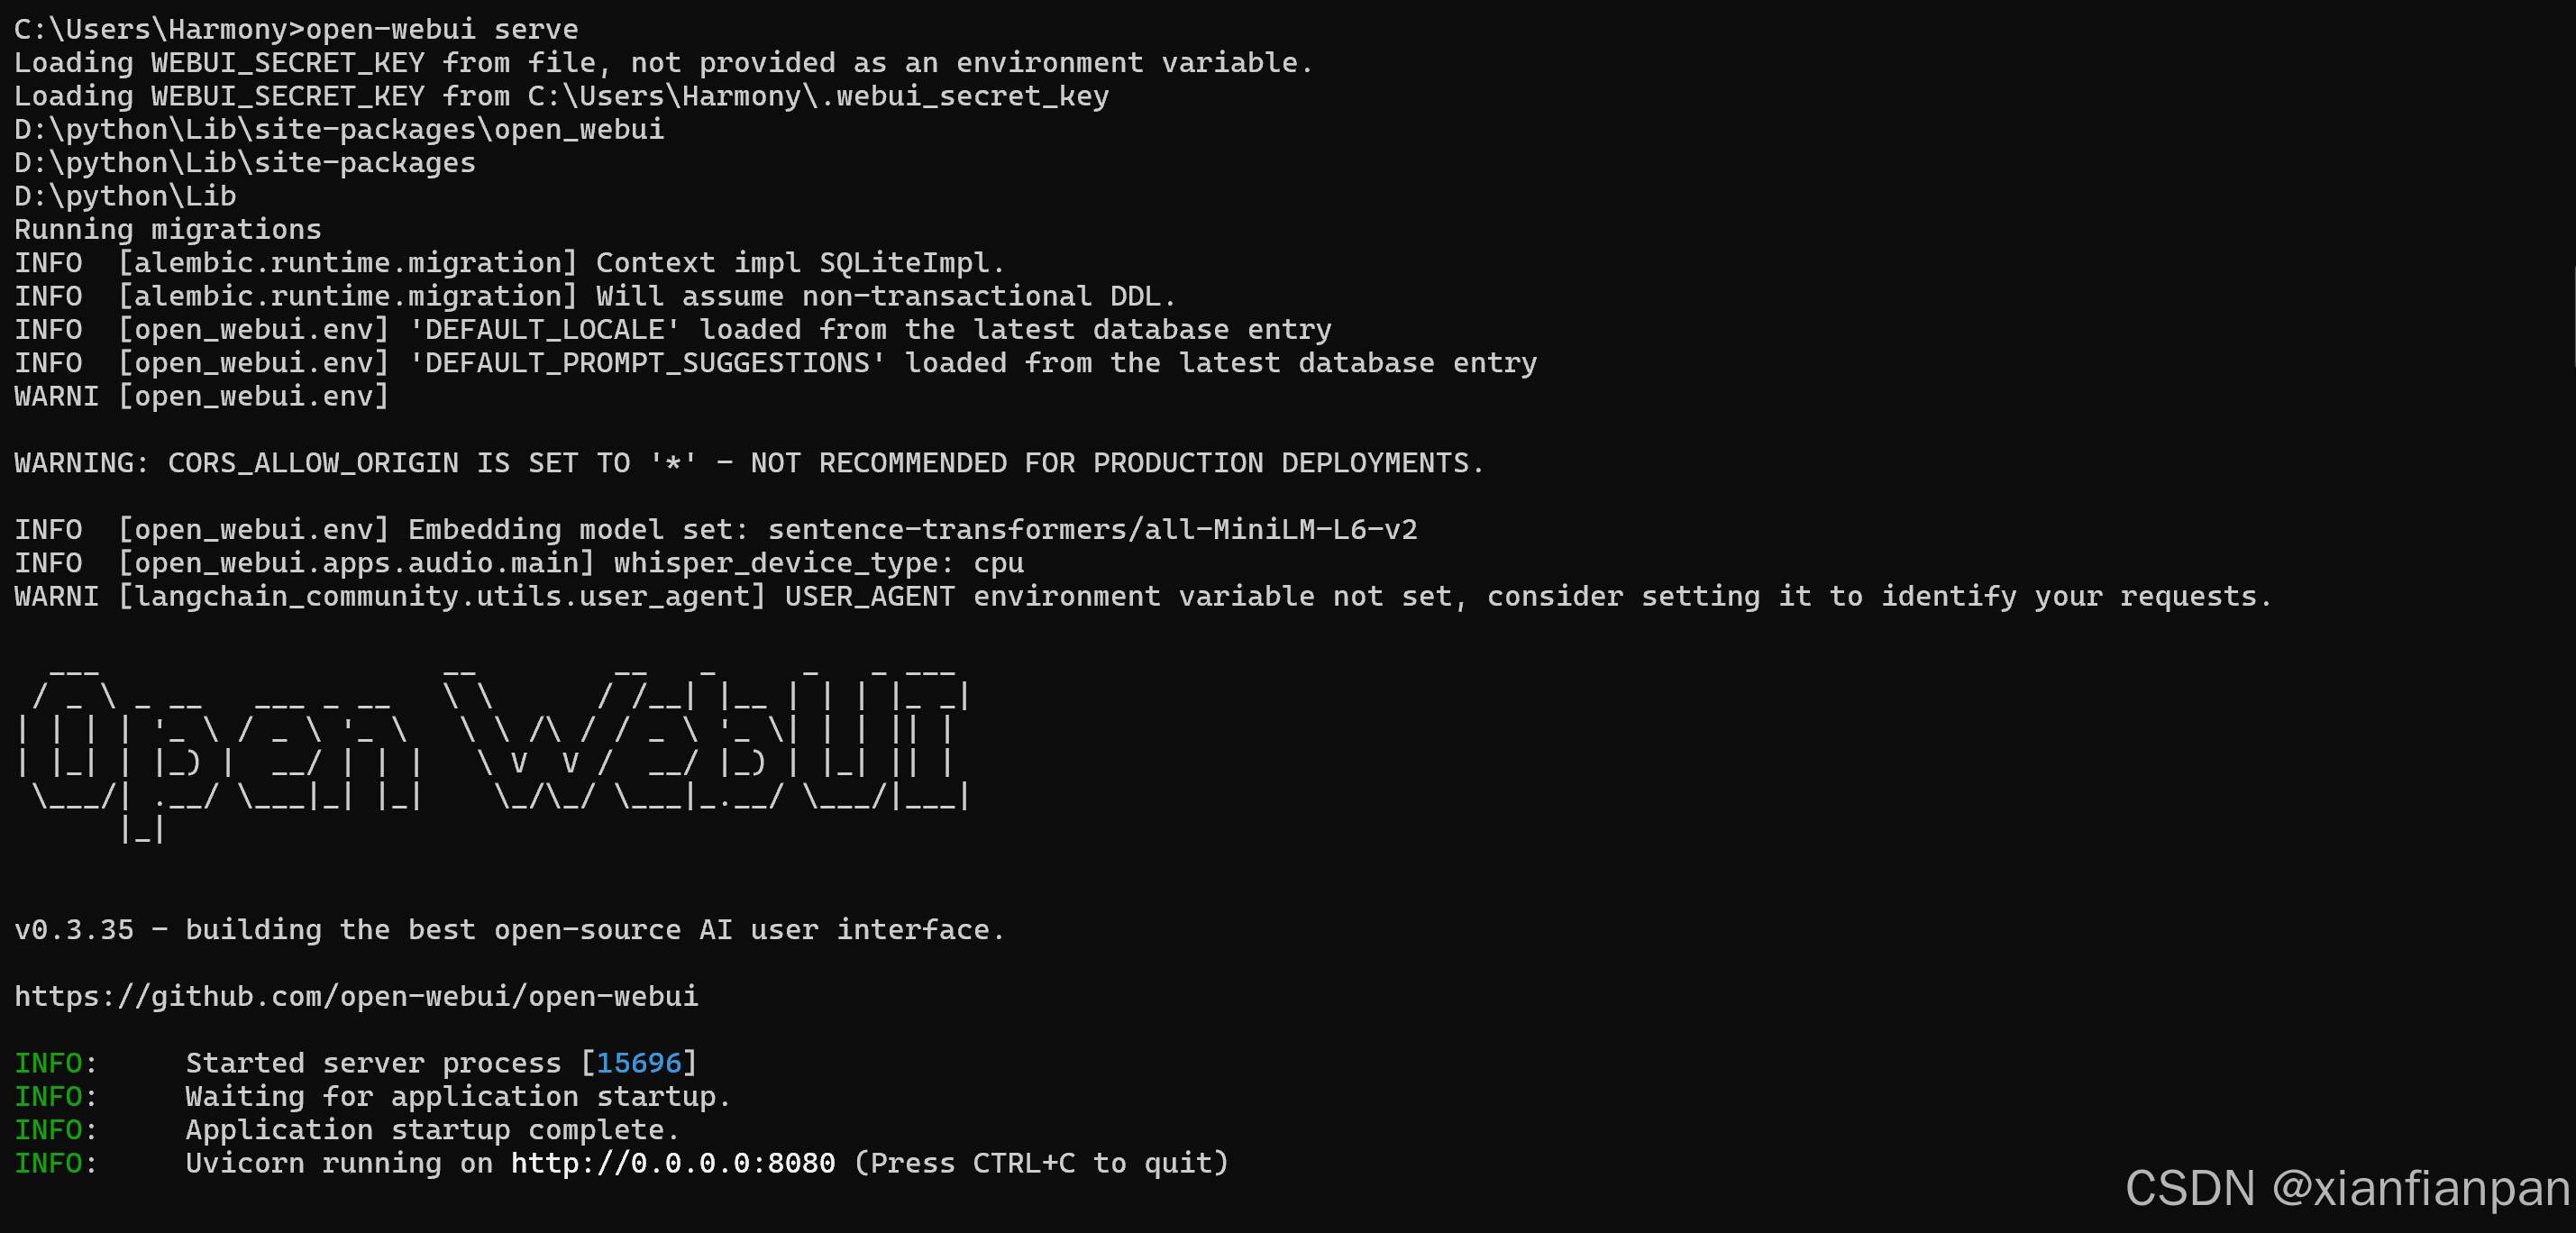 C:\Users\Harmony>open-webui serve
Loading WEBUI_SECRET_KEY from file, not provided as an environment variable.
Loading WEBUI_SECRET_KEY from C:\Users\Harmony\.webui_secret_key
D:\python\Lib\site-packages\open_webui
D:\python\Lib\site-packages
D:\python\Lib
Running migrations
INFO  [alembic.runtime.migration] Context impl SQLiteImpl.
INFO  [alembic.runtime.migration] Will assume non-transactional DDL.
INFO  [open_webui.env] 'DEFAULT_LOCALE' loaded from the latest database entry
INFO  [open_webui.env] 'DEFAULT_PROMPT_SUGGESTIONS' loaded from the latest database entry
WARNI [open_webui.env]
WARNING: CORS_ALLOW_ORIGIN IS SET TO '*' - NOT RECOMMENDED FOR PRODUCTION DEPLOYMENTS.
INFO  [open_webui.env] Embedding model set: sentence-transformers/all-MiniLM-L6-v2
INFO  [open_webui.apps.audio.main] whisper_device_type: cpu
WARNI [langchain_community.utils.user_agent] USER_AGENT environment variable not set, consider setting it to identify your requests.
Open WebUI
v0.3.35 - building the best open-source AI user interface.
https://github.com/open-webui/open-webui
INFO:     Started server process [15696]
INFO:     Waiting for application startup.
INFO:     Application startup complete.
INFO:     Uvicorn running on http://0.0.0.0:8080 (Press CTRL+C to quit)
CSDN @xianfianpan